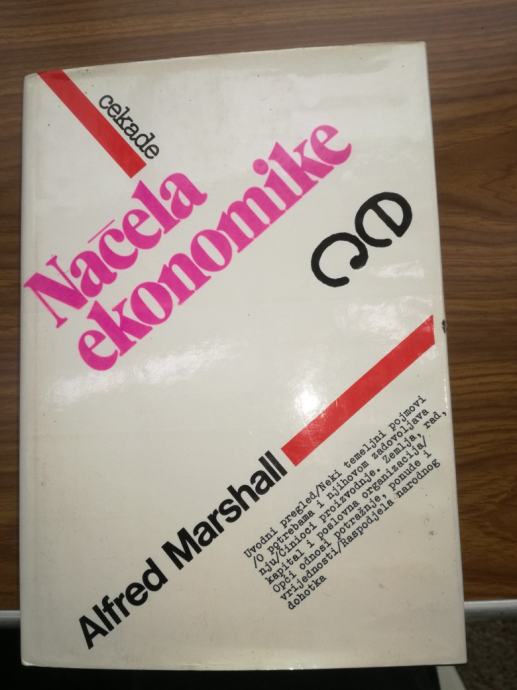 cekade
Načela
ekonomike
ce
Alfred Marshall
Uvodni pregled/Neki temeljni pojmovi
/O potrebama i njihovom zadovoljava
nju/Činioci proizvodnje. Zemlja, rad,
kapital i poslovna organizacija/
Opći odnosi potražnje, ponude i
vrijednosti/Raspodjela narodnog
dohotka